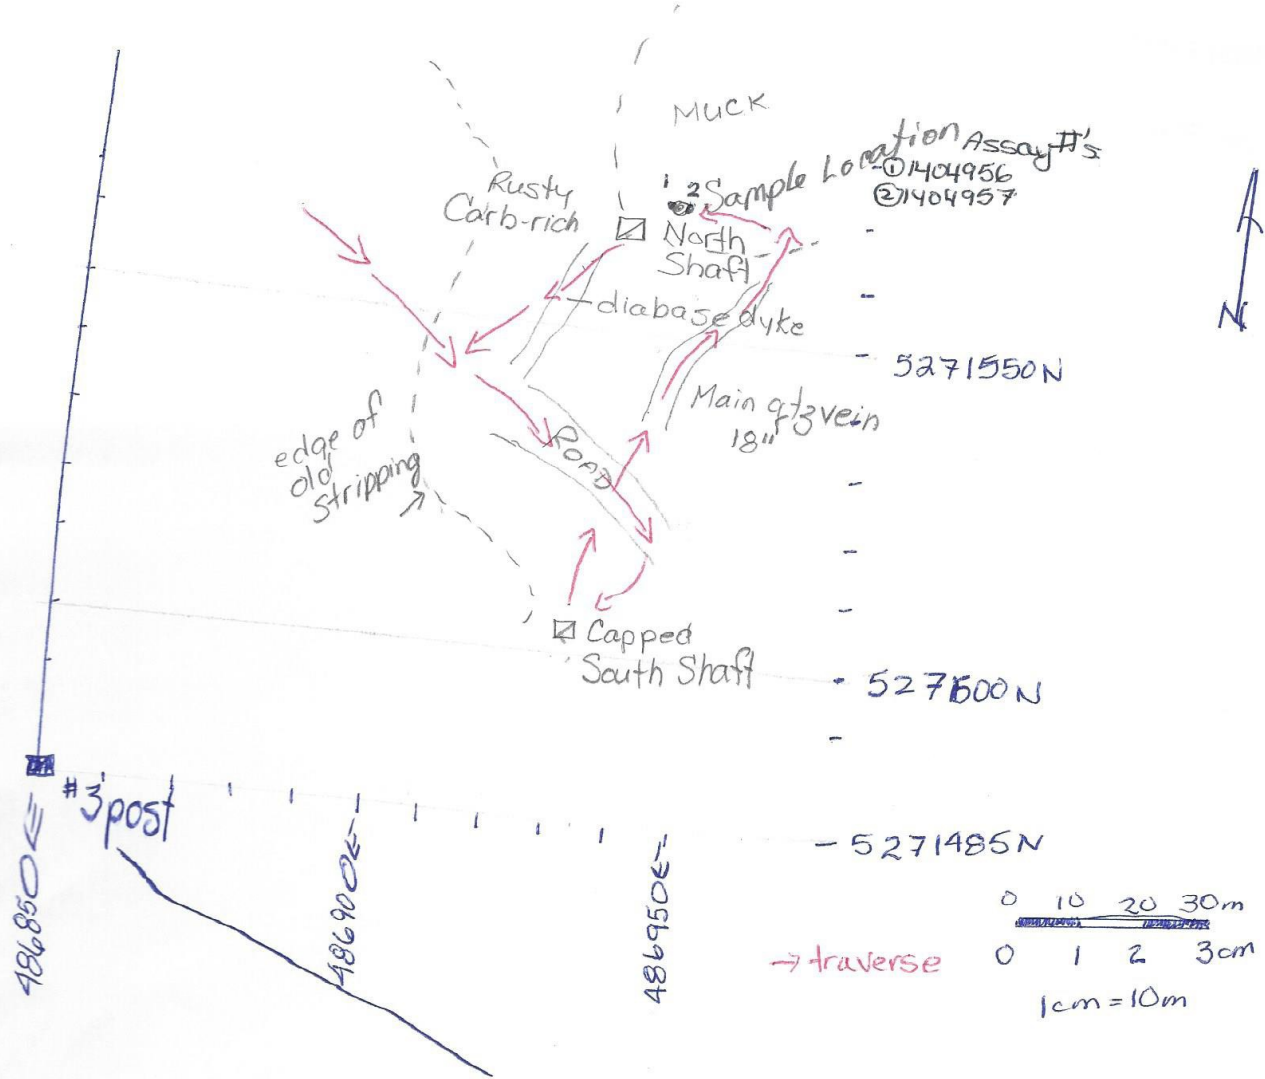 MUCK
Sample Location
Assay #'s
① 1404956
② 1404957
1 2
Rusty
Carb-rich
North
Shaft
diabase dyke
5271550N
Main qtz vein
18"
ROAD
edge of
old
stripping
Capped
South Shaft
#3 post
5271485N
486850E
486900E
486950E
N
0 10 20 30m
0 1 2 3cm
1cm = 10m
→ traverse